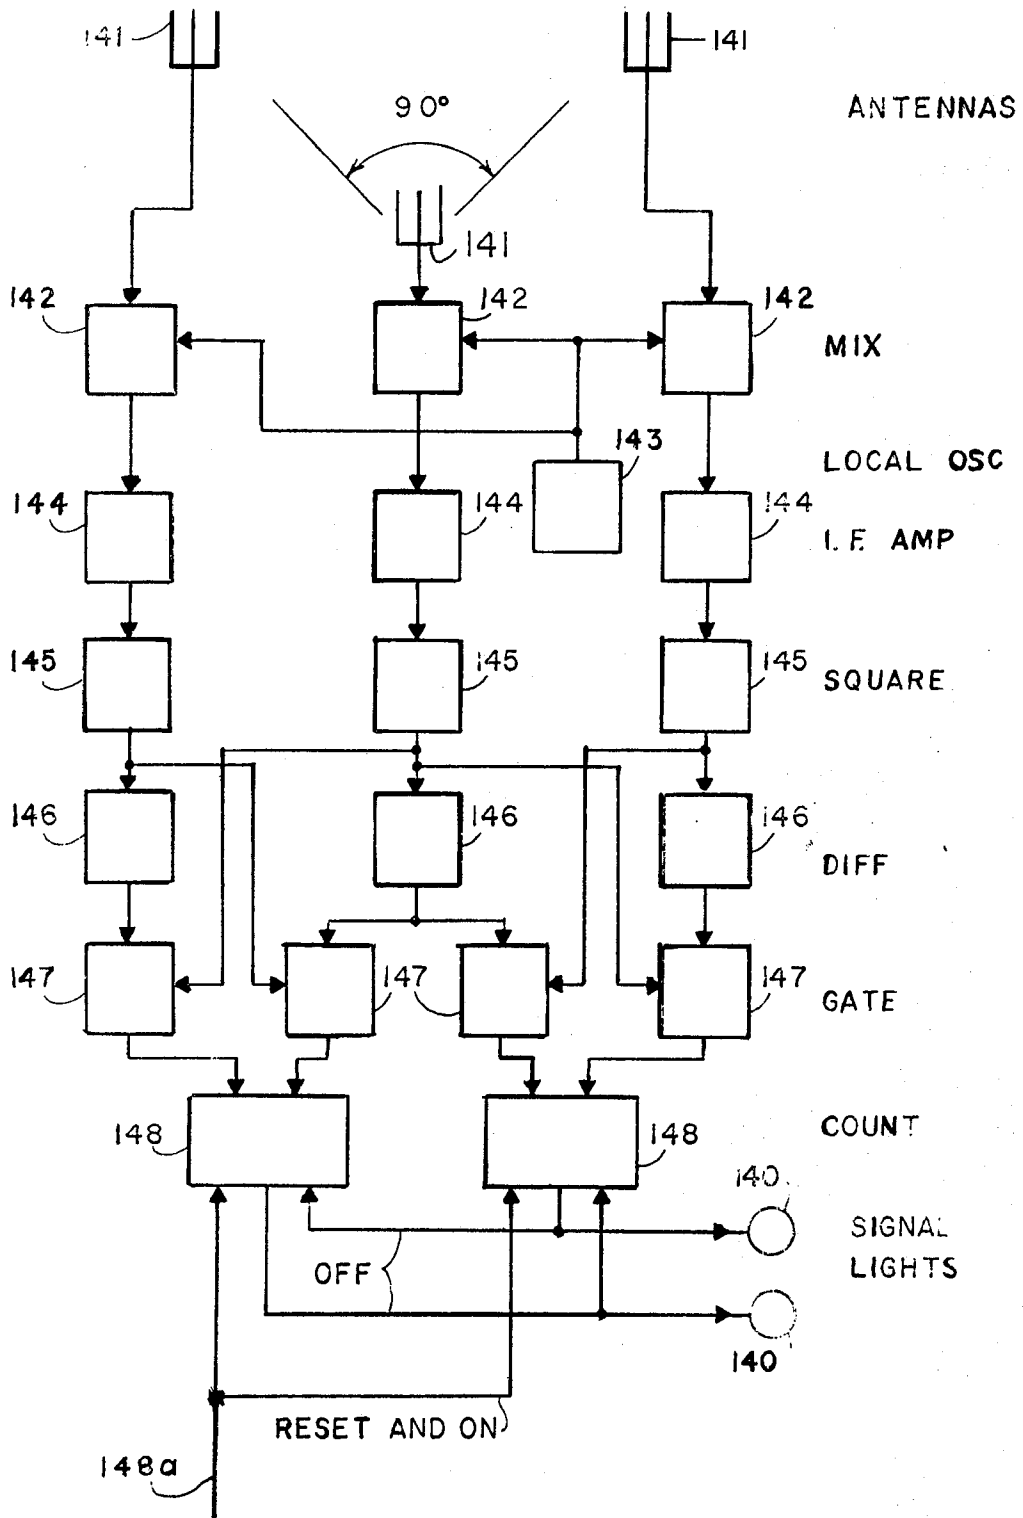 141
141
90°
ANTENNAS
141
142
142
142
MIX
143
LOCAL OSC
144
144
144
I.F. AMP
145
145
145
SQUARE
146
146
146
DIFF
147
147
147
GATE
148
148
COUNT
140
SIGNAL
LIGHTS
OFF
140
RESET AND ON
148a